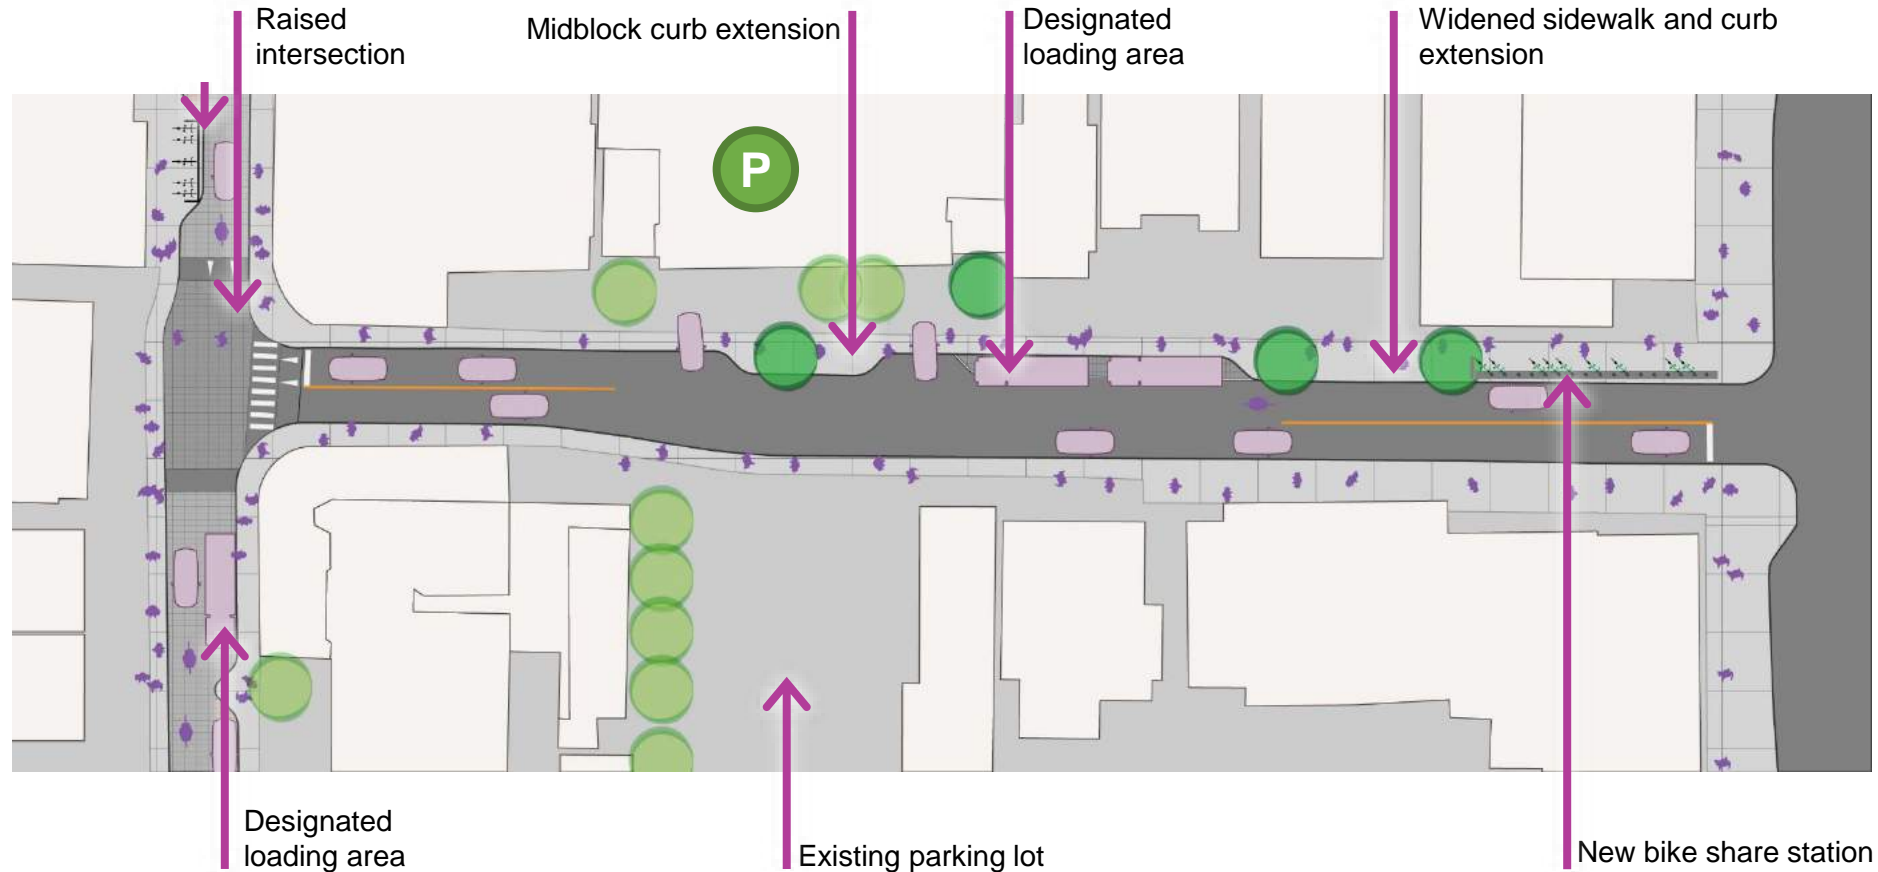 Raised
intersection
Midblock curb extension
Designated
loading area
Widened sidewalk and curb
extension
P
Designated
loading area
Existing parking lot
New bike share station